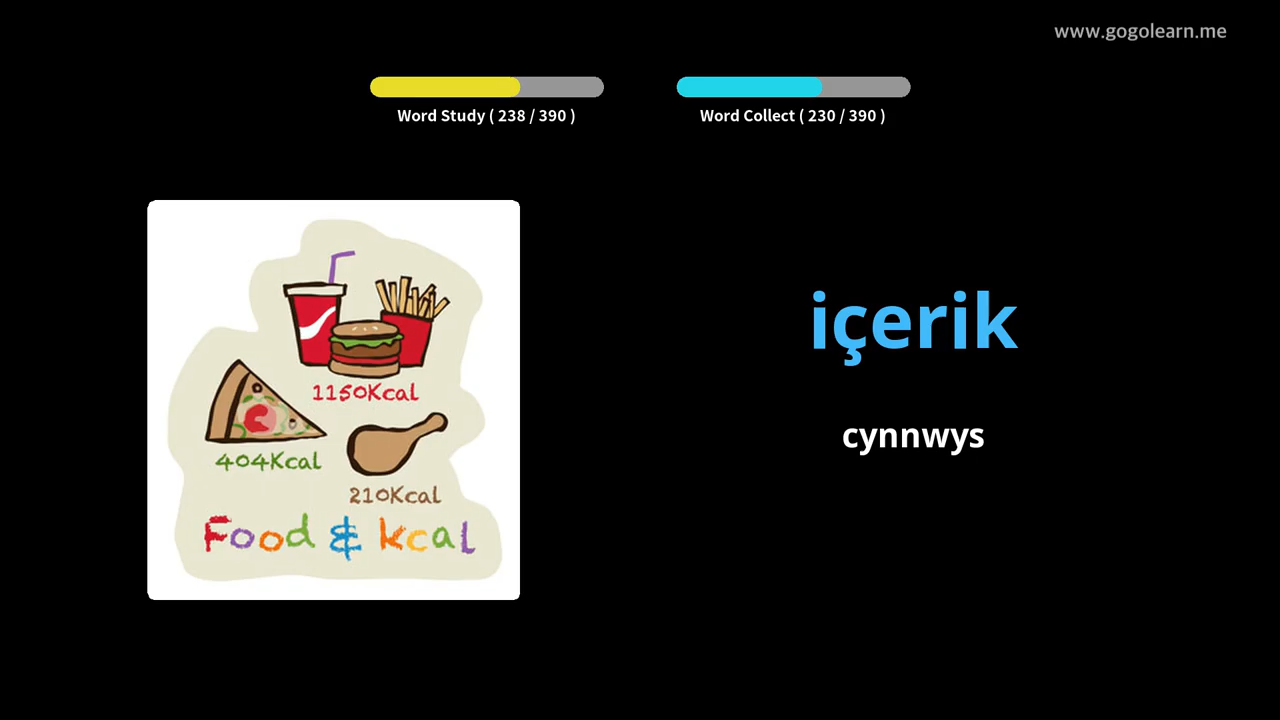 www.gogolearn.me
Word Study ( 238 / 390 )
Word Collect ( 230 / 390 )
1150Kcal
404Kcal
210Kcal
Food & kcal
içerik
cynnwys